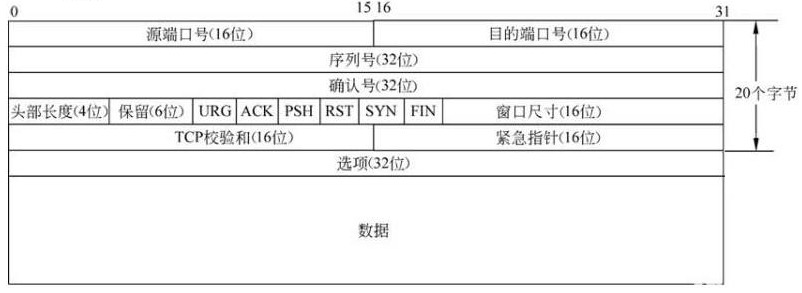 0 15 16 31
源端口号(16位) 目的端口号(16位)
序列号(32位)
确认号(32位)
20个字节
头部长度(4位) 保留(6位) URG ACK PSH RST SYN FIN 窗口尺寸(16位)
TCP校验和(16位) 紧急指针(16位)
选项(32位)
数据